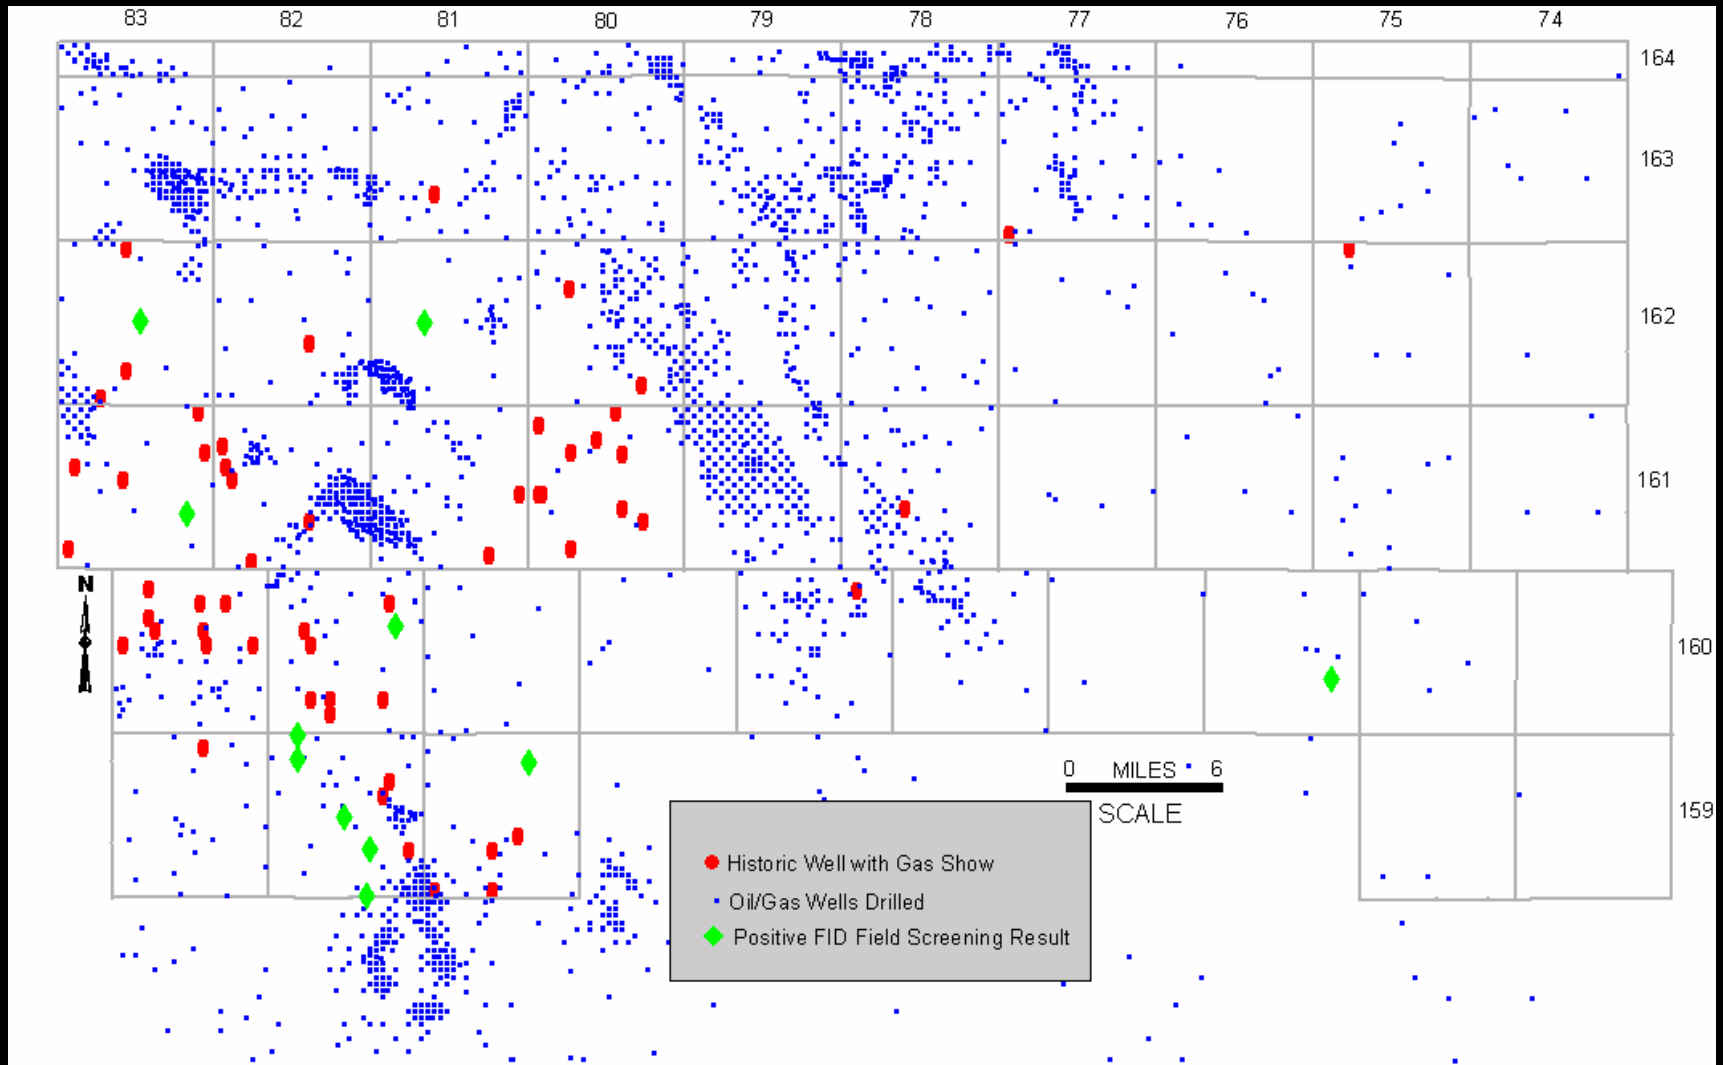 83 82 81 80 79 78 77 76 75 74
164
163
162
161
N
160
0 MILES 6
SCALE
159
Historic Well with Gas Show
Oil/Gas Wells Drilled
Positive FID Field Screening Result